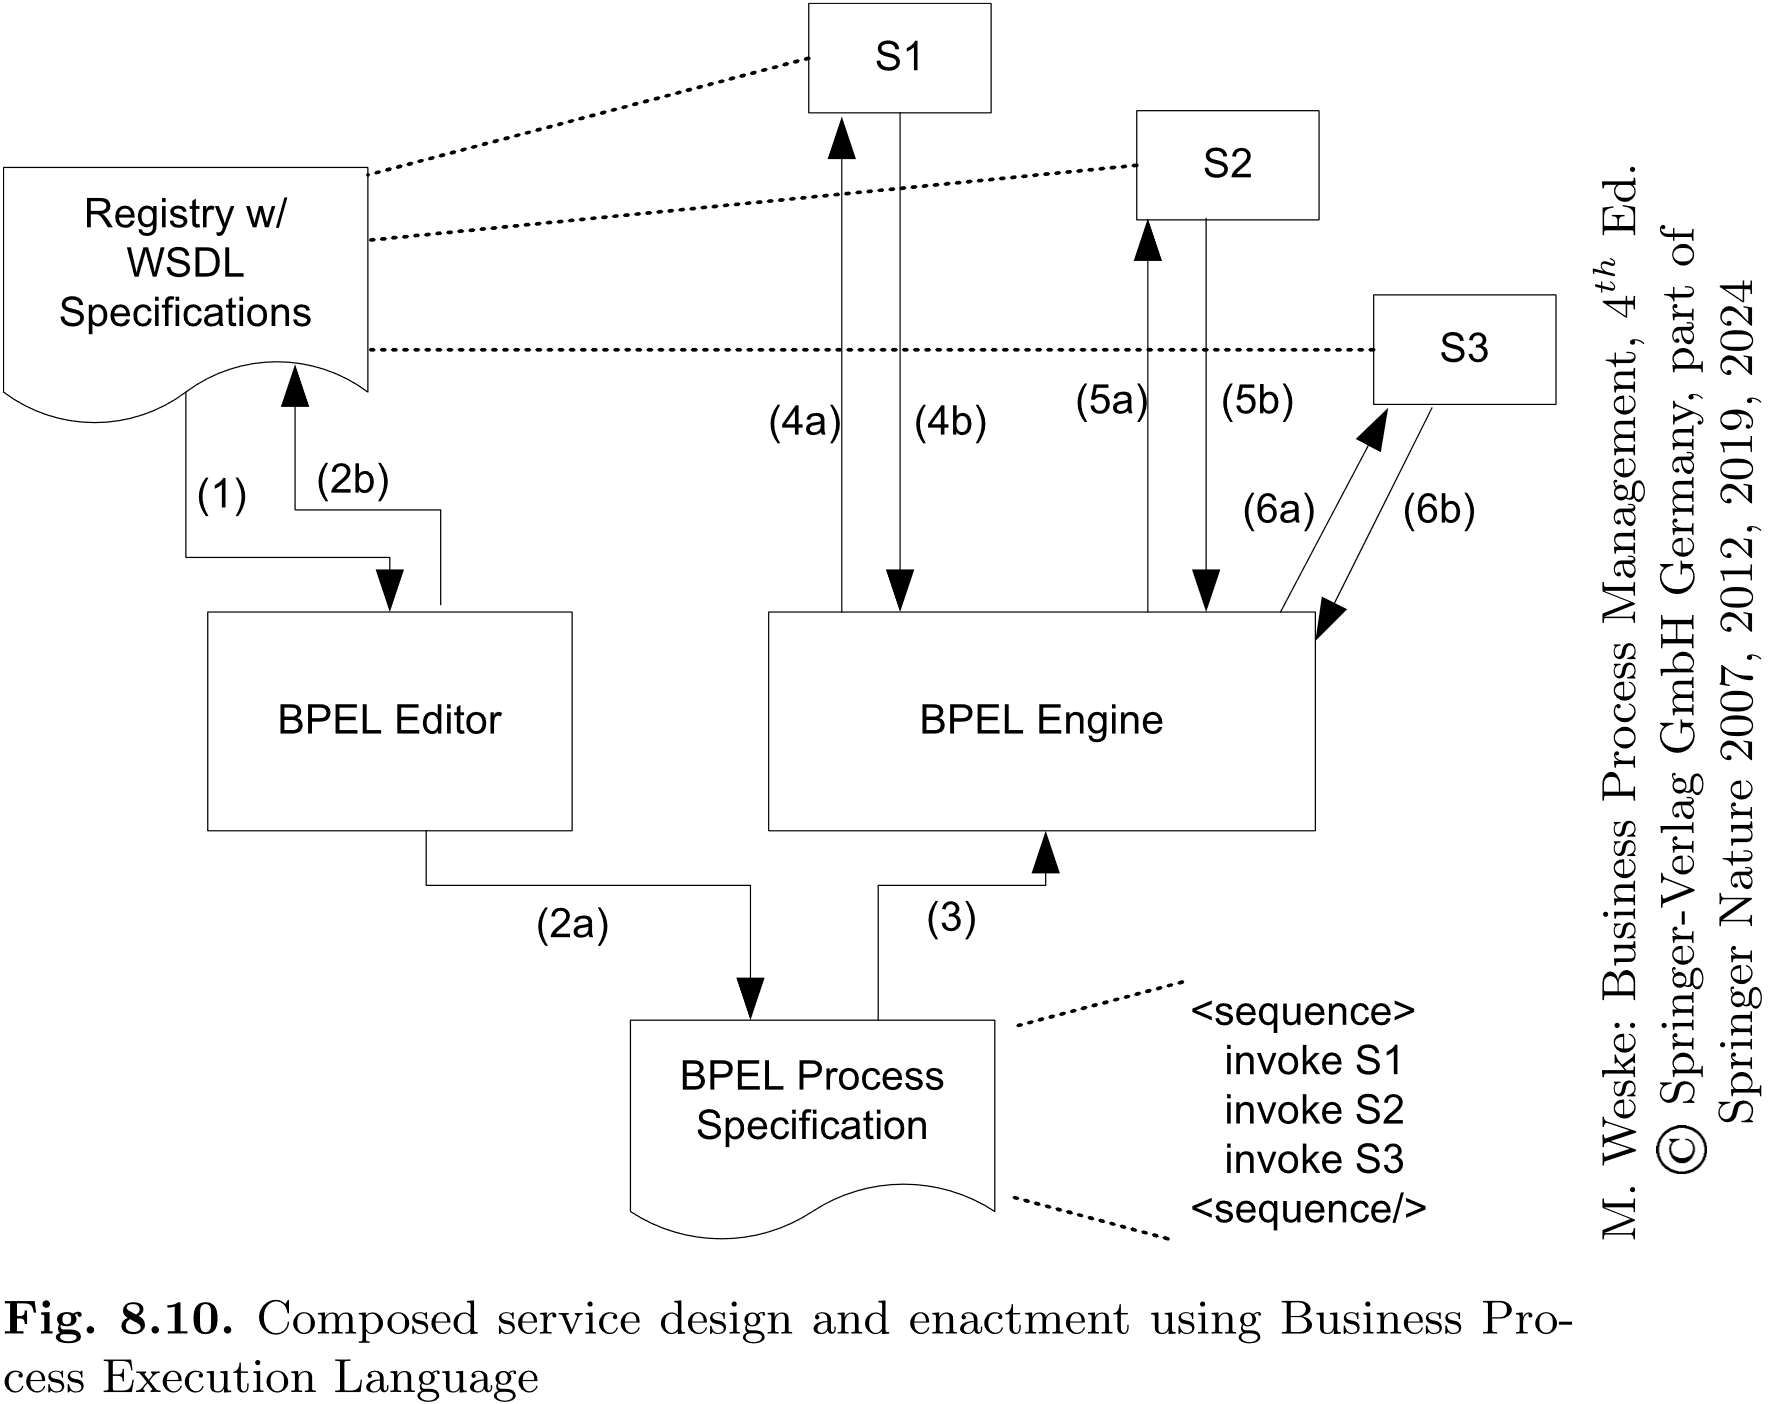 S1
S2
Registry w/
WSDL
Specifications
S3
(4a)
(4b)
(5a)
(5b)
(1)
(2b)
(6a)
(6b)
BPEL Editor
BPEL Engine
(2a)
(3)
BPEL Process
Specification
<sequence>
invoke S1
invoke S2
invoke S3
<sequence/>
M. Weske: Business Process Management, 4th Ed.
© Springer-Verlag GmbH Germany, part of
Springer Nature 2007, 2012, 2019, 2024
Fig. 8.10. Composed service design and enactment using Business Pro-
cess Execution Language